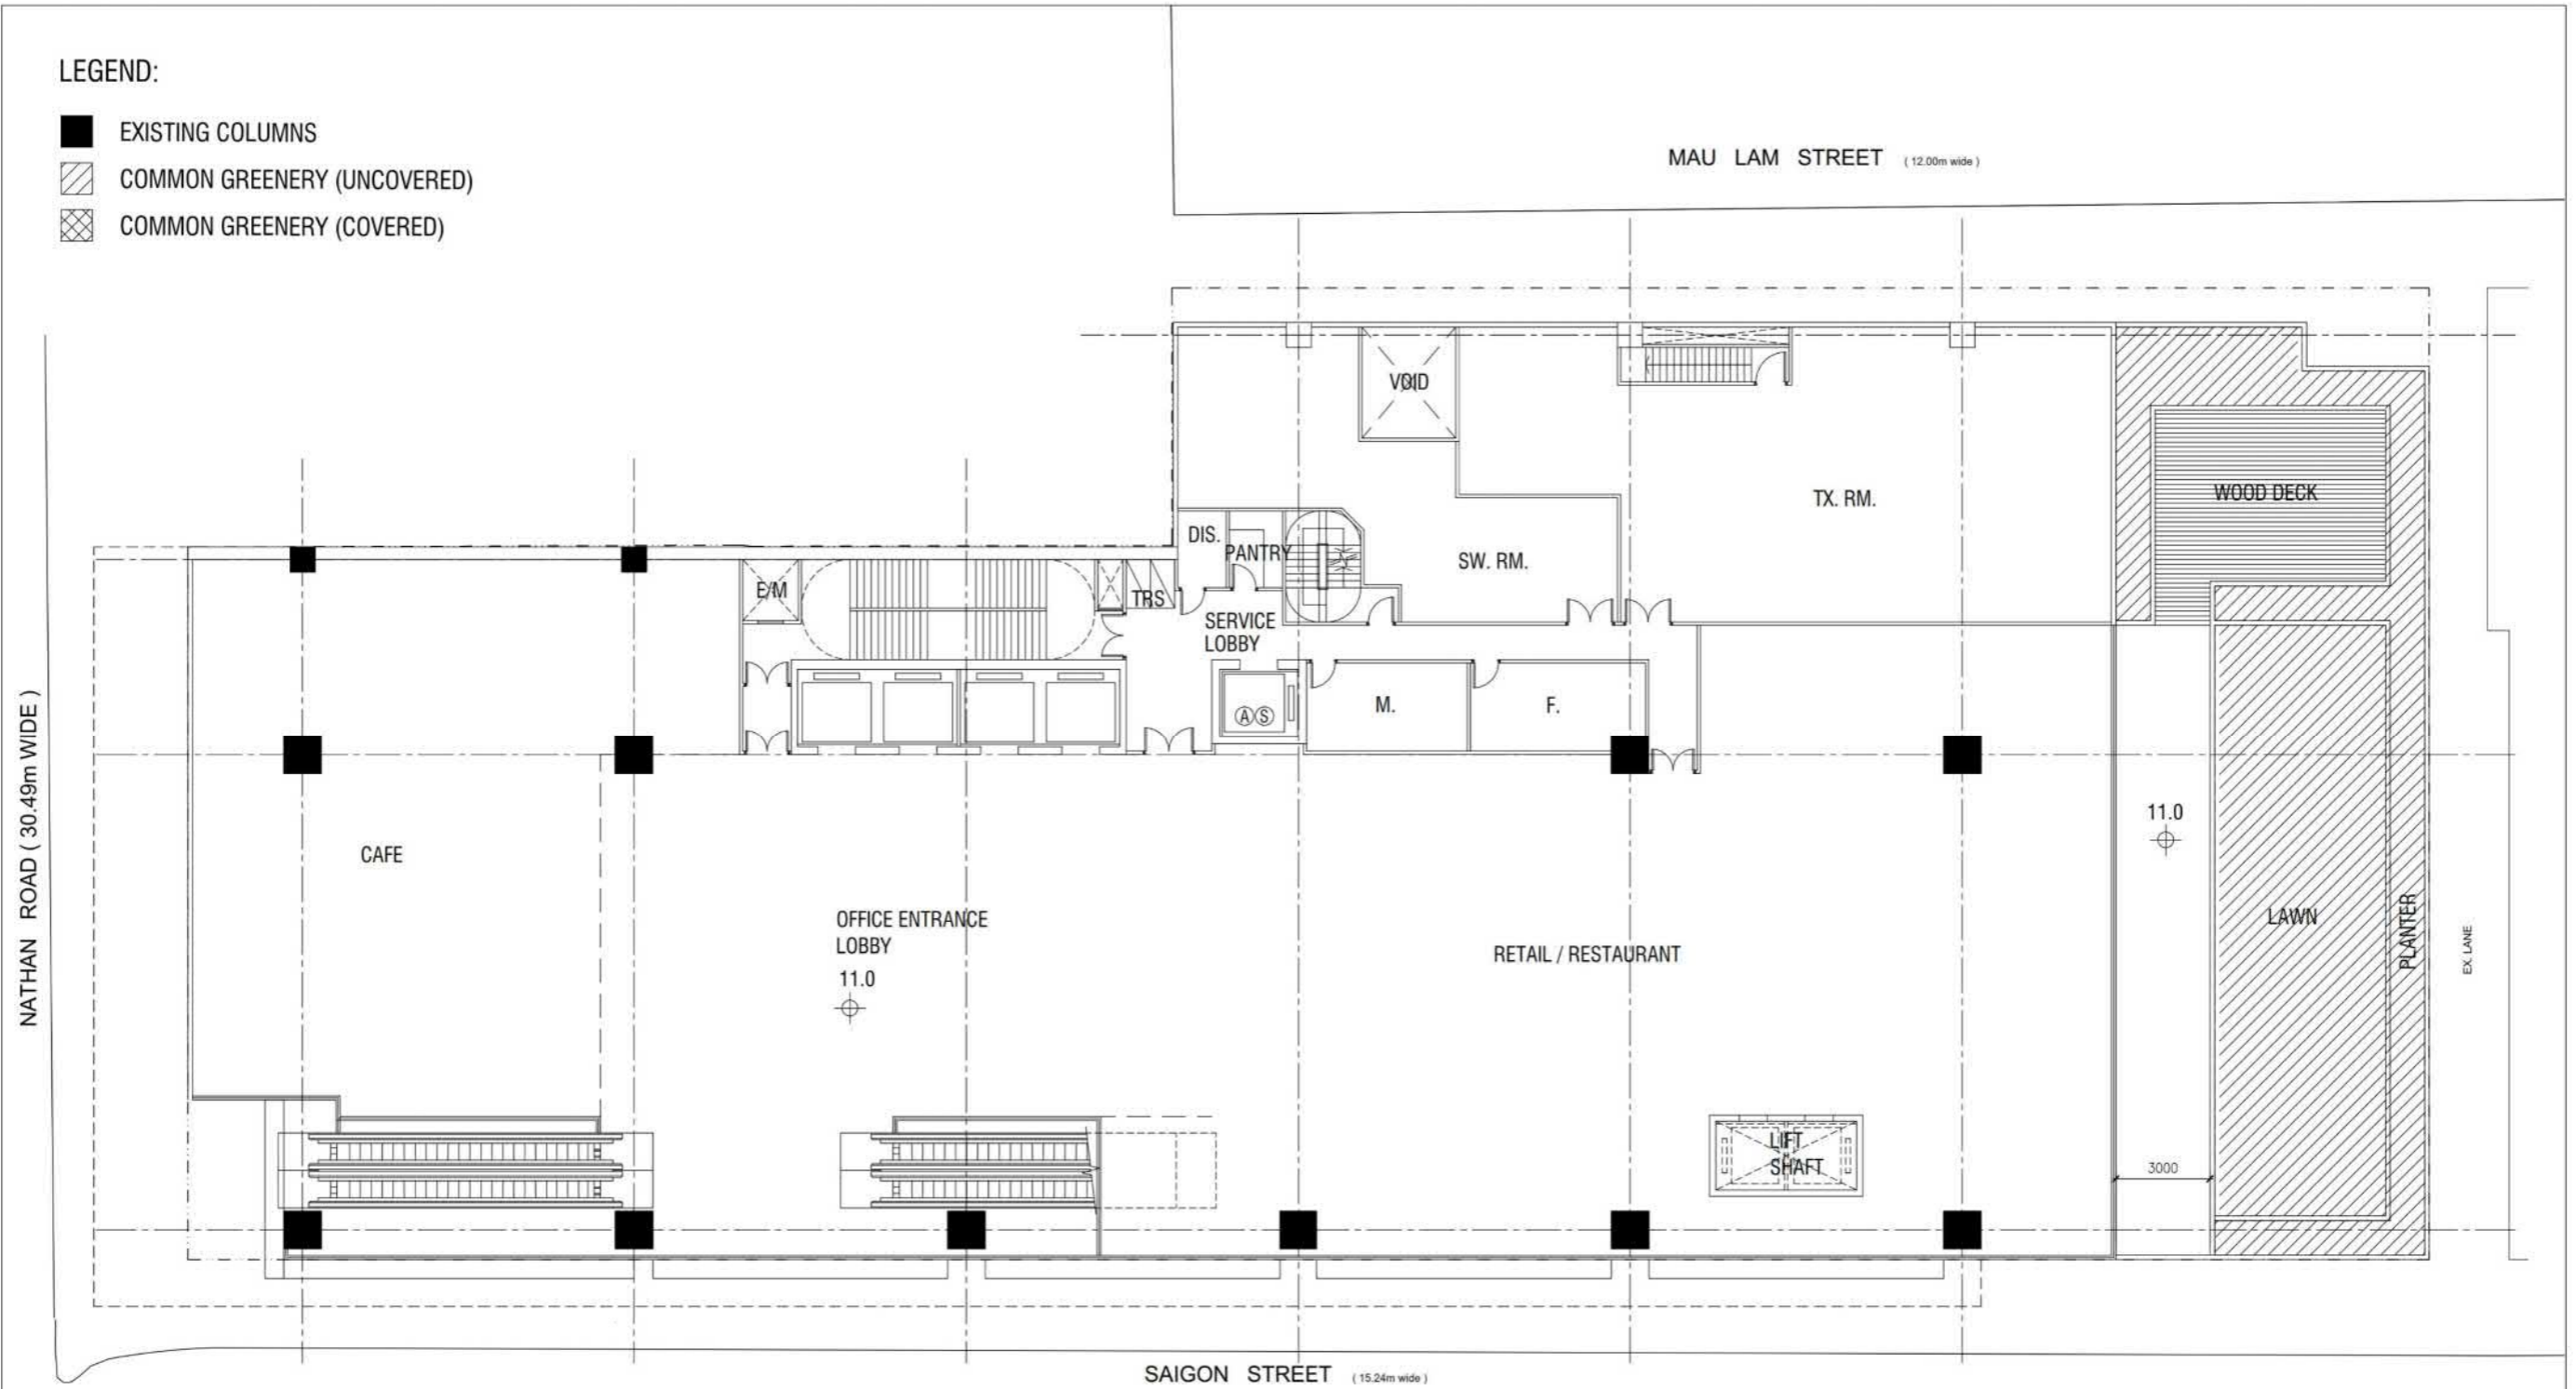 LEGEND:
EXISTING COLUMNS
COMMON GREENERY (UNCOVERED)
COMMON GREENERY (COVERED)
MAU LAM STREET ( 12.00m wide )
VOID
TX. RM.
WOOD DECK
DIS.
PANTRY
SW. RM.
E/M
TRS
SERVICE
LOBBY
M.
F.
A S
NATHAN ROAD ( 30.49m WIDE )
CAFE
11.0
OFFICE ENTRANCE
LOBBY
11.0
RETAIL / RESTAURANT
LAWN
PLANTER
EX. LANE
LIFT
SHAFT
3000
SAIGON STREET ( 15.24m wide )